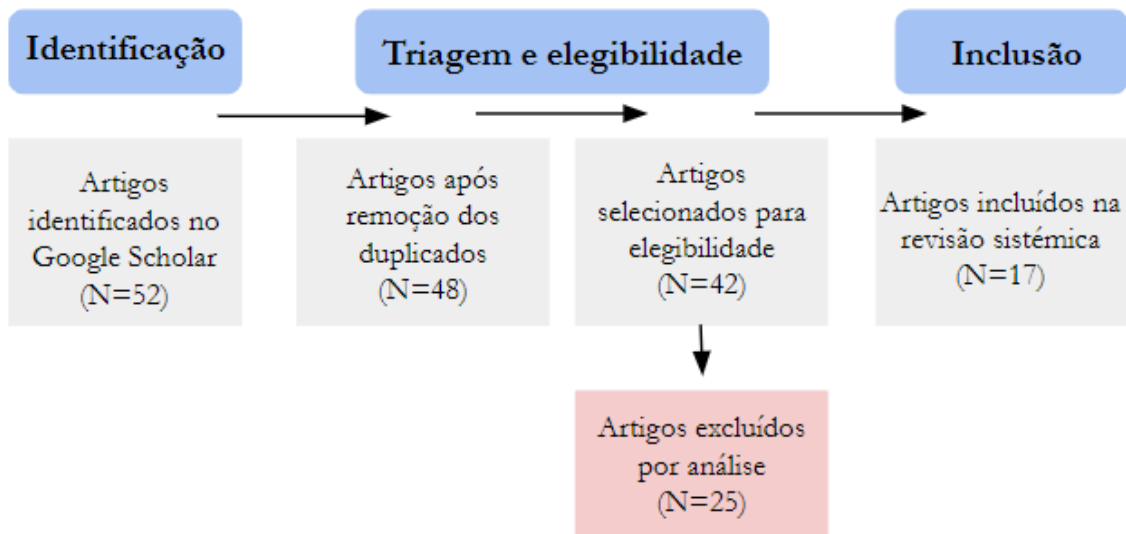 Identificação
Triagem e elegibilidade
Inclusão
Artigos
identificados no
Google Scholar
(N=52)
Artigos após
remoção dos
duplicados
(N=48)
Artigos
selecionados para
elegibilidade
(N=42)
Artigos incluídos na
revisão sistémica
(N=17)
Artigos excluídos
por análise
(N=25)